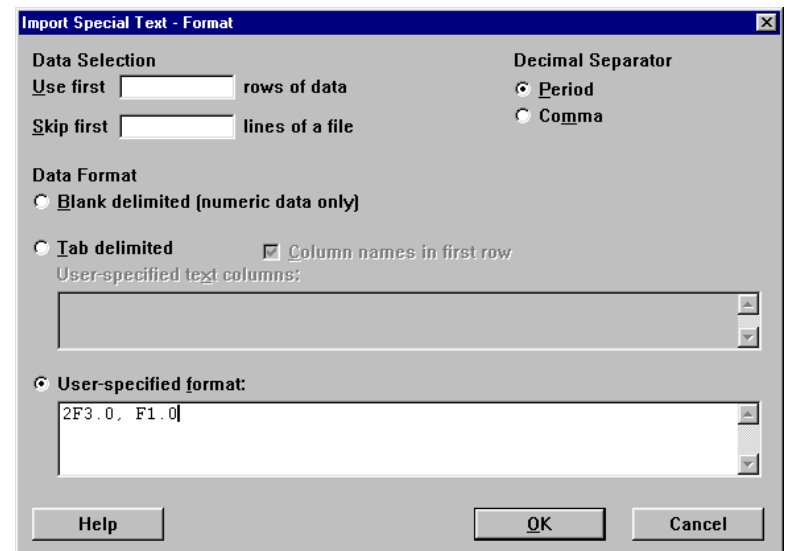 Import Special Text - Format
Data Selection
Decimal Separator
Use first rows of data
Period
Skip first lines of a file
Comma
Data Format
Blank delimited (numeric data only)
Tab delimited
Column names in first row
User-specified text columns:
User-specified format:
2F3.0, F1.0
Help
OK
Cancel